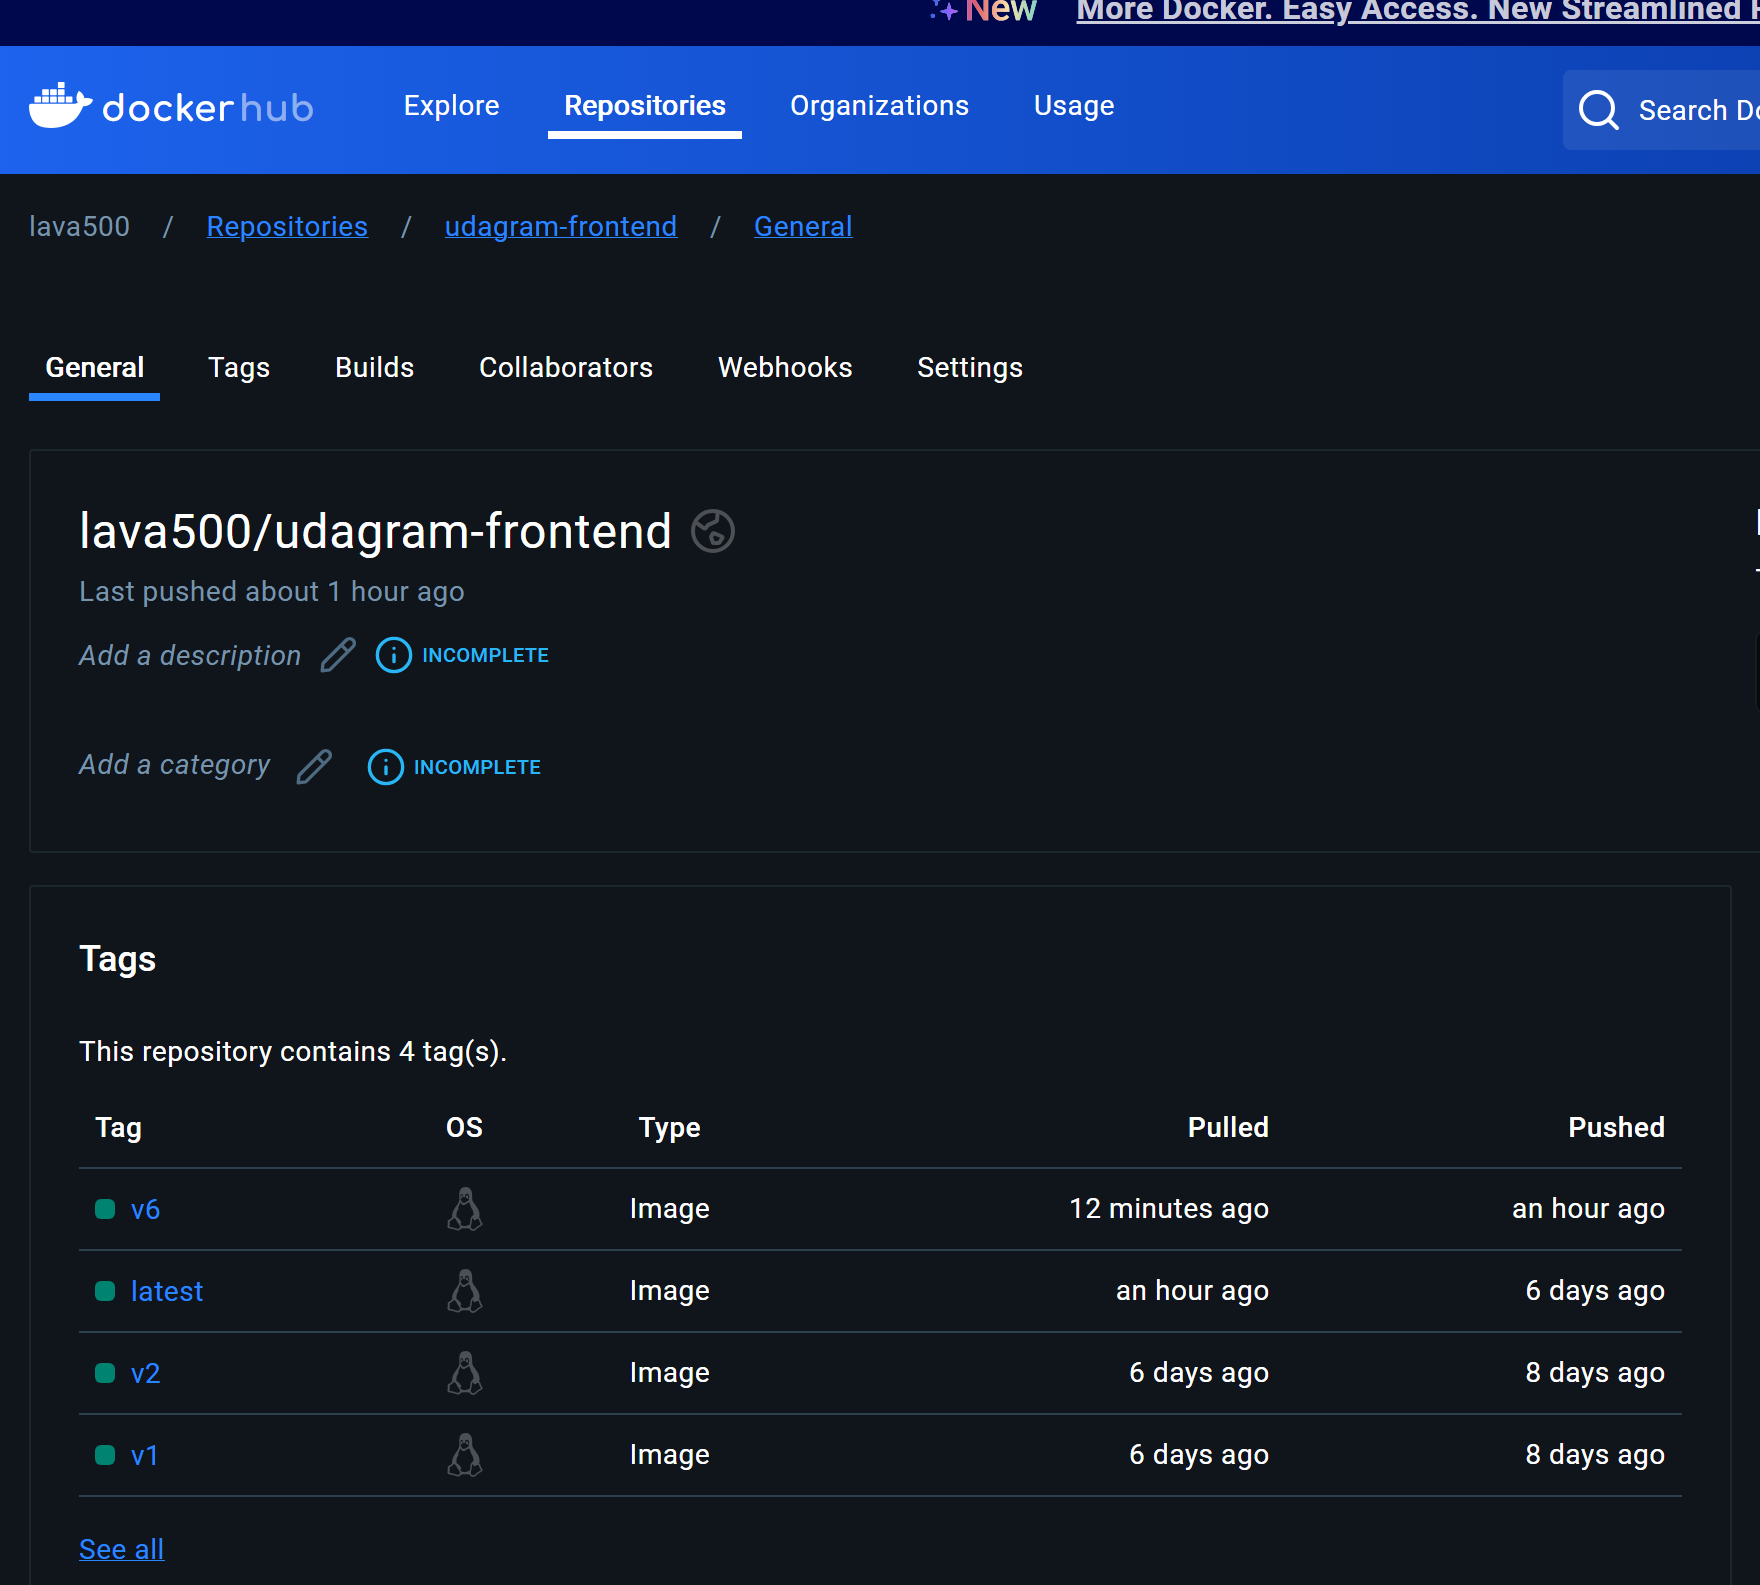 New More Docker. Easy Access. New Streamlined
dockerhub Explore Repositories Organizations Usage Search
lava500 / Repositories / udagram-frontend / General
General Tags Builds Collaborators Webhooks Settings
lava500/udagram-frontend
Last pushed about 1 hour ago
Add a description INCOMPLETE
Add a category INCOMPLETE
Tags
This repository contains 4 tag(s).
Tag OS Type Pulled Pushed
v6 Image 12 minutes ago an hour ago
latest Image an hour ago 6 days ago
v2 Image 6 days ago 8 days ago
v1 Image 6 days ago 8 days ago
See all